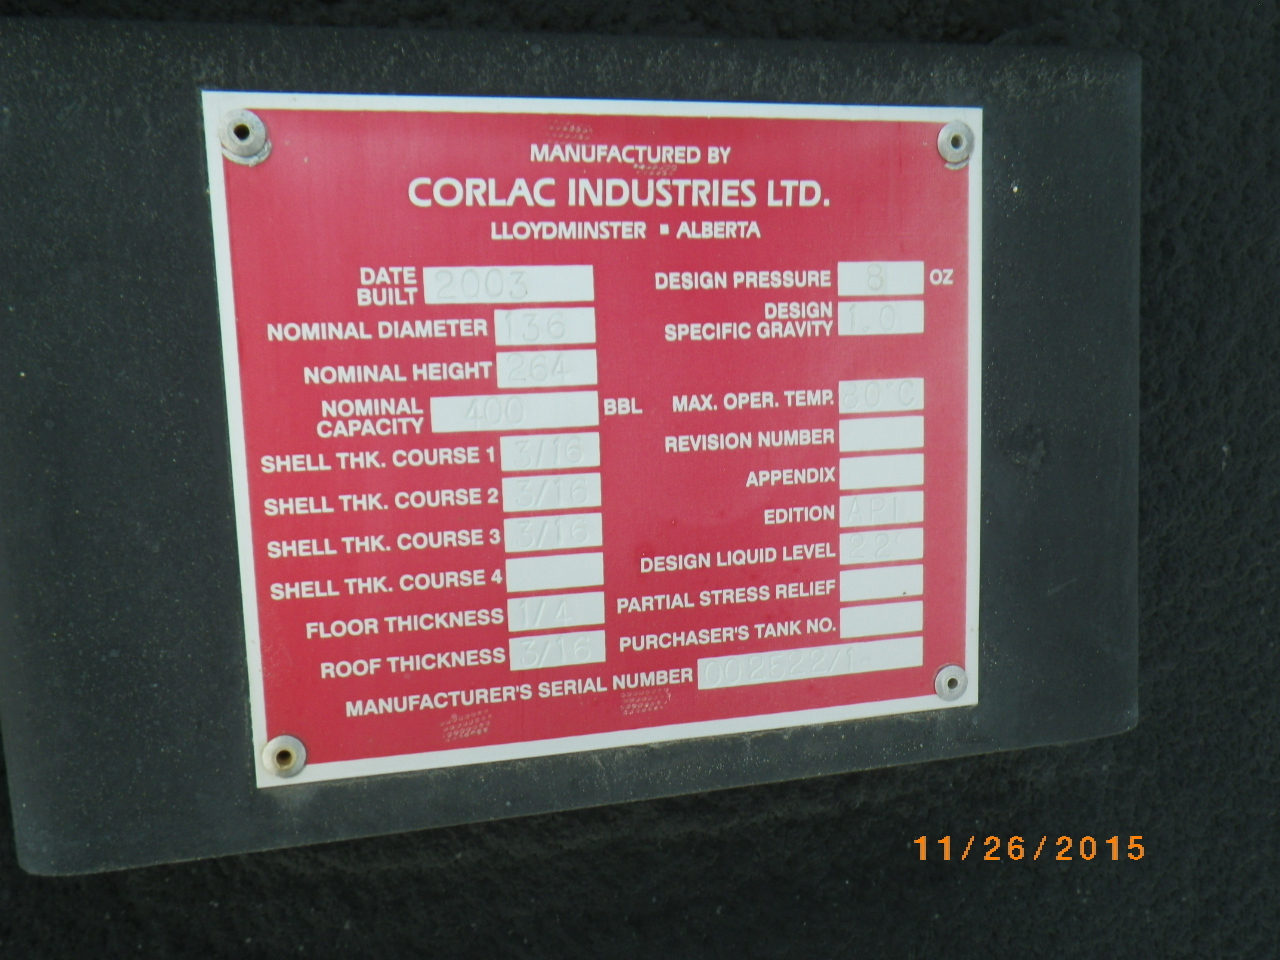 MANUFACTURED BY
CORLAC INDUSTRIES LTD.
LLOYDMINSTER ▪ ALBERTA
DATE BUILT 2003
DESIGN PRESSURE 8 OZ
NOMINAL DIAMETER 136
DESIGN SPECIFIC GRAVITY 1.0
NOMINAL HEIGHT 264
NOMINAL CAPACITY 400 BBL
MAX. OPER. TEMP. 80°C
SHELL THK. COURSE 1 3/16
REVISION NUMBER
SHELL THK. COURSE 2 3/16
APPENDIX
SHELL THK. COURSE 3 3/16
EDITION API
SHELL THK. COURSE 4
DESIGN LIQUID LEVEL 22'
FLOOR THICKNESS 1/4
PARTIAL STRESS RELIEF
ROOF THICKNESS 3/16
PURCHASER'S TANK NO.
MANUFACTURER'S SERIAL NUMBER
11/26/2015